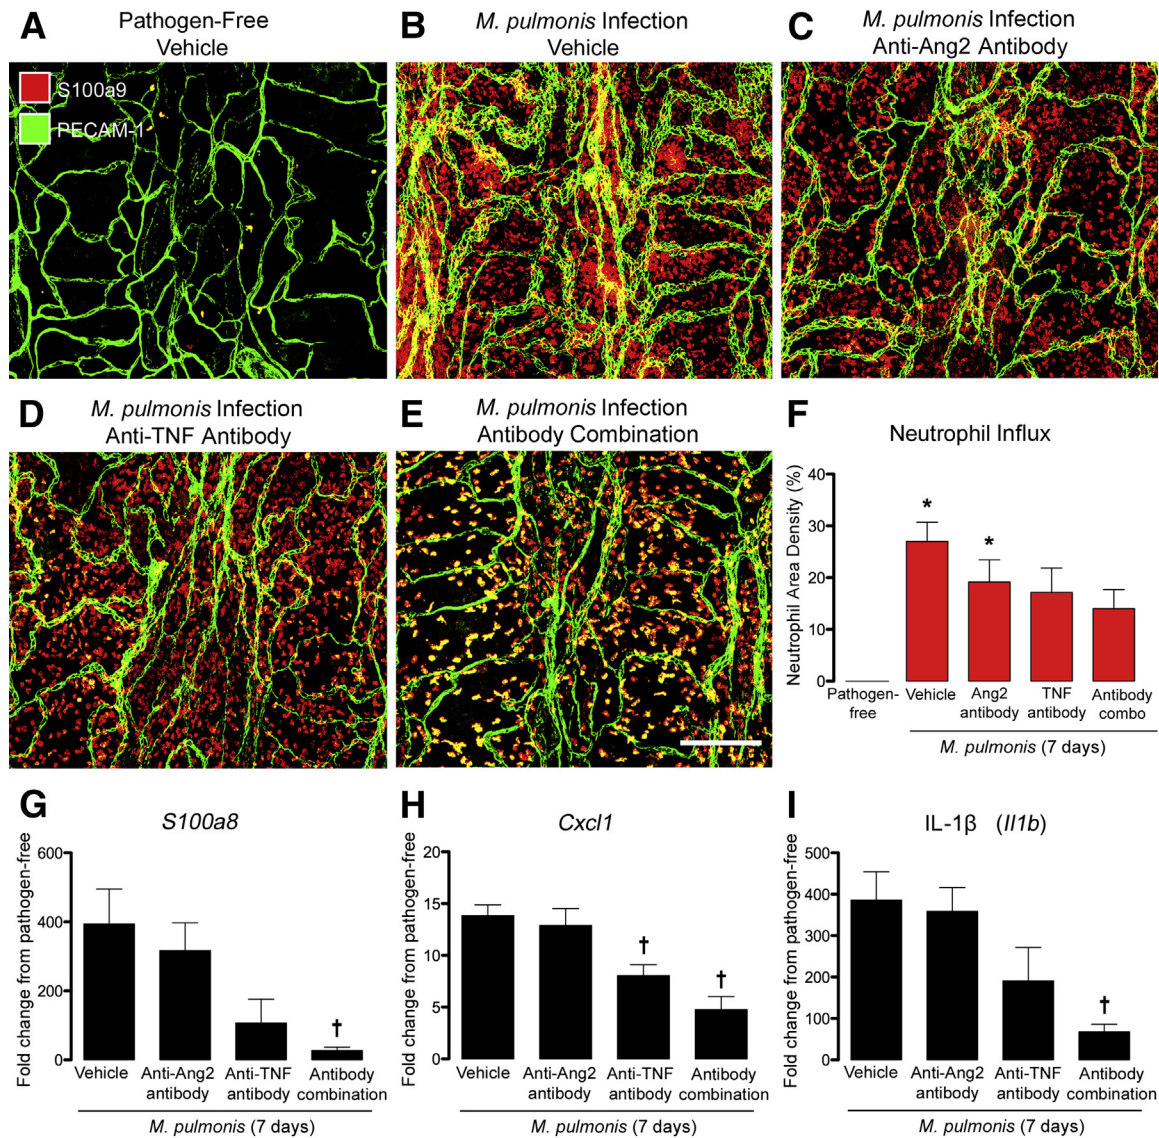 A
Pathogen-Free
Vehicle
S100a9
PECAM-1
B
M. pulmonis Infection
Vehicle
C
M. pulmonis Infection
Anti-Ang2 Antibody
D
M. pulmonis Infection
Anti-TNF Antibody
E
M. pulmonis Infection
Antibody Combination
F
Neutrophil Influx
Neutrophil Area Density (%)
40
30
20
10
0
*
*
Pathogen-
free
Vehicle
Ang2
antibody
TNF
antibody
Antibody
combo
M. pulmonis (7 days)
G
S100a8
Fold change from pathogen-free
600
400
200
0
†
Vehicle
Anti-Ang2
antibody
Anti-TNF
antibody
Antibody
combination
M. pulmonis (7 days)
H
Cxcl1
Fold change from pathogen-free
20
15
10
5
0
†
†
Vehicle
Anti-Ang2
antibody
Anti-TNF
antibody
Antibody
combination
M. pulmonis (7 days)
I
IL-1β (Il1b)
Fold change from pathogen-free
500
400
300
200
100
0
†
Vehicle
Anti-Ang2
antibody
Anti-TNF
antibody
Antibody
combination
M. pulmonis (7 days)